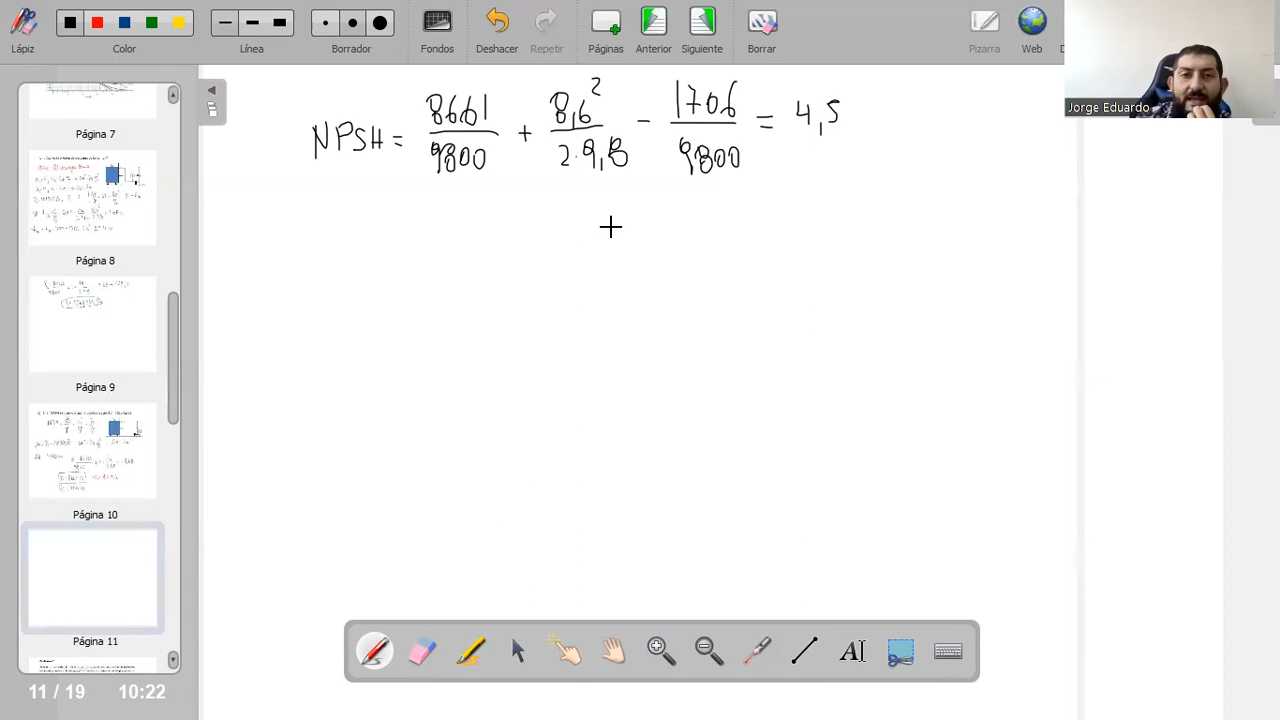 Lápiz
Color
Línea
Borrador
Fondos
Deshacer
Repetir
Páginas
Anterior
Siguiente
Borrar
Pizarra
Web
Jorge Eduardo
NPSH = 8661/9800 + 8,6²/2·9,8 − 1706/9800 = 4,5
Página 7
Página 8
Página 9
Página 10
Página 11
11 / 19
10:22